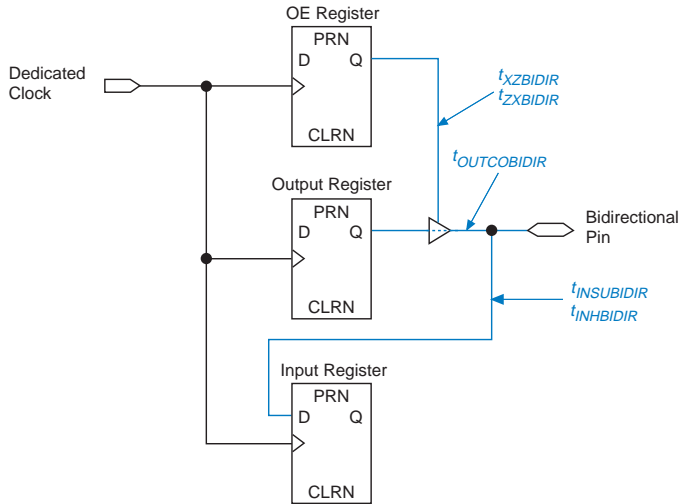 OE Register
PRN
D Q
CLRN
Dedicated
Clock
tXZBIDIR
tZXBIDIR
tOUTCOBIDIR
Output Register
PRN
D Q
CLRN
Bidirectional
Pin
tINSUBIDIR
tINHBIDIR
Input Register
PRN
D Q
CLRN